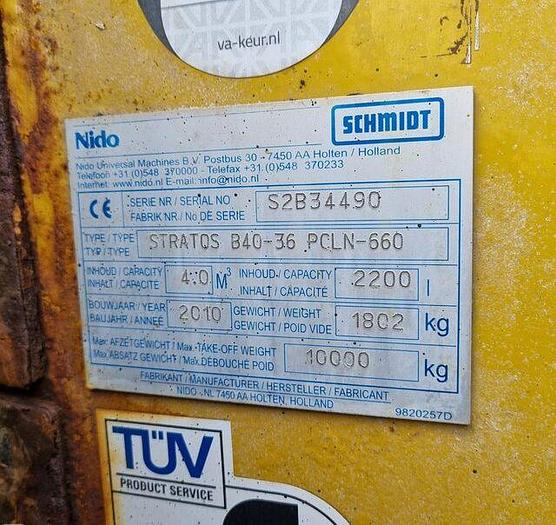 va-keur.nl
Nido
SCHMIDT
Nido Universal Machines B.V. Postbus 30 - 7450 AA Holten / Holland
Telefoon +31 (0)548 370000 - Telefax +31 (0)548 370233
Internet: www.nido.nl E-mail: info@nido.nl
CE SERIE NR / SERIAL NO S2B34490
FABRIK NR / No DE SERIE
TYPE / TYPE STRATOS B40-36 PCLN-660
TYP / TYPE
INHOUD / CAPACITY 4.0 M³ INHOUD / CAPACITY 2200 l
INHALT / CAPACITE INHALT / CAPACITÉ
BOUWJAAR / YEAR 2010 GEWICHT / WEIGHT 1802 kg
BAUJAHR / ANNEE GEWICHT / POID VIDE
Max. AFZETGEWICHT / Max. TAKE-OFF WEIGHT 10000 kg
Max. ABSATZ GEWICHT / Max. DÉBOUCHE POID
FABRIKANT / MANUFACTURER / HERSTELLER / FABRICANT
NIDO - NL 7450 AA HOLTEN, HOLLAND
9820257D
TÜV
PRODUCT SERVICE